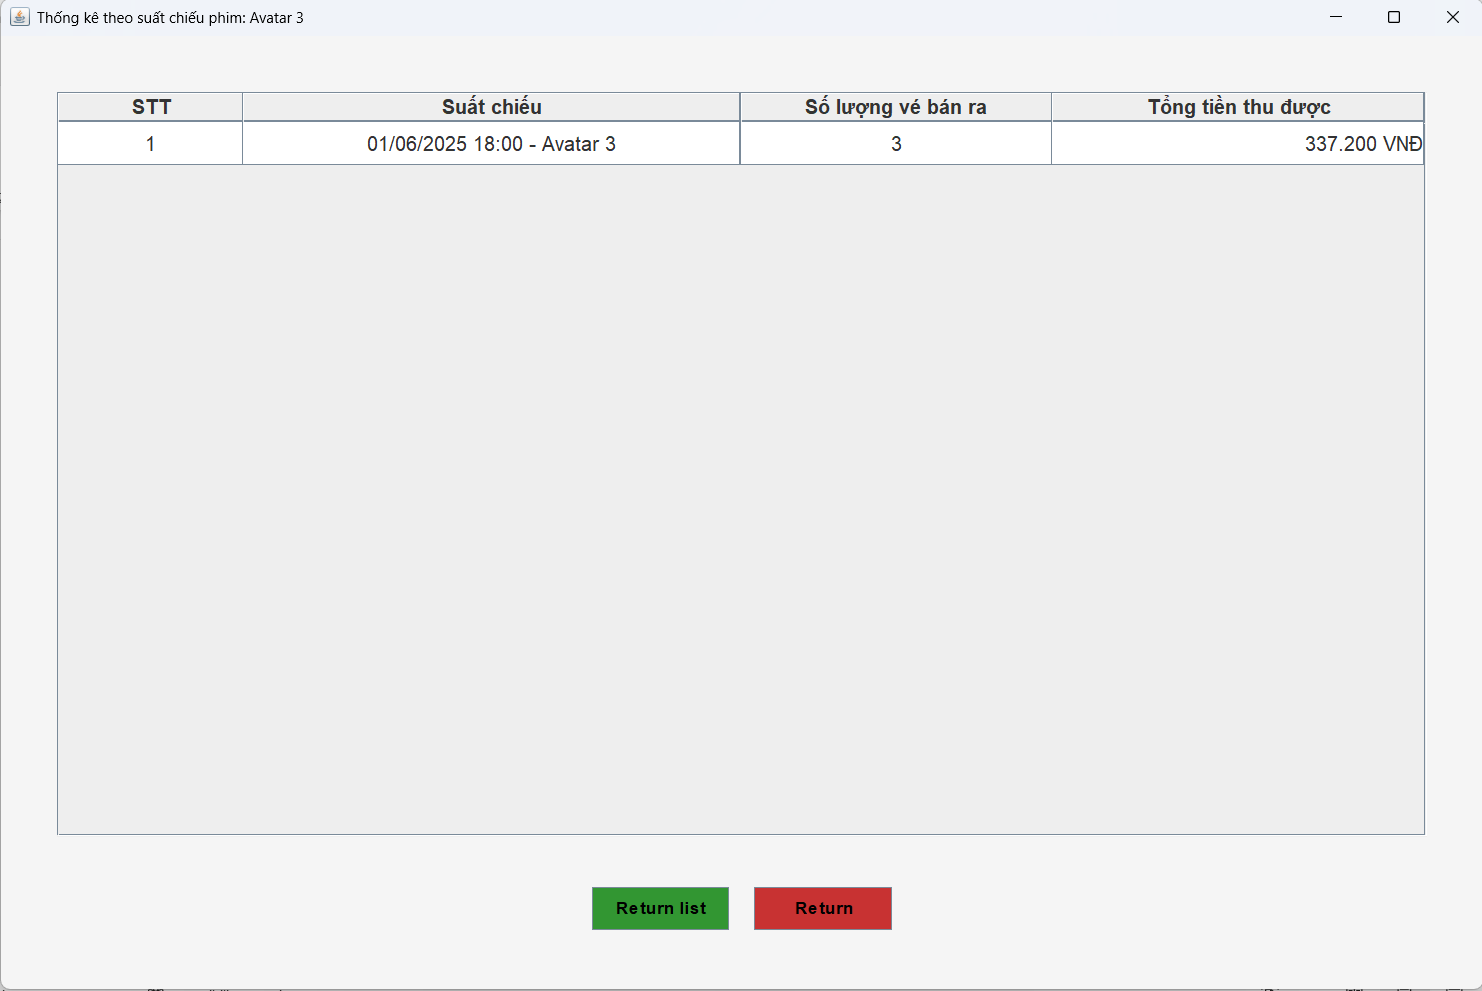 Thống kê theo suất chiếu phim: Avatar 3
STT Suất chiếu Số lượng vé bán ra Tổng tiền thu được
1 01/06/2025 18:00 - Avatar 3 3 337.200 VNĐ
Return list Return